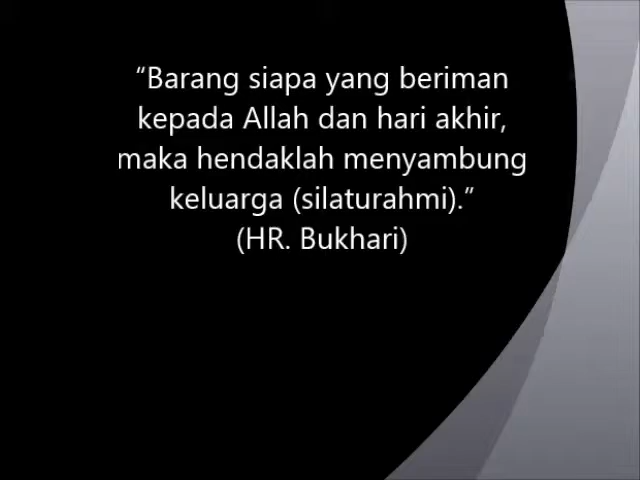 “Barang siapa yang beriman
kepada Allah dan hari akhir,
maka hendaklah menyambung
keluarga (silaturahmi).”
(HR. Bukhari)